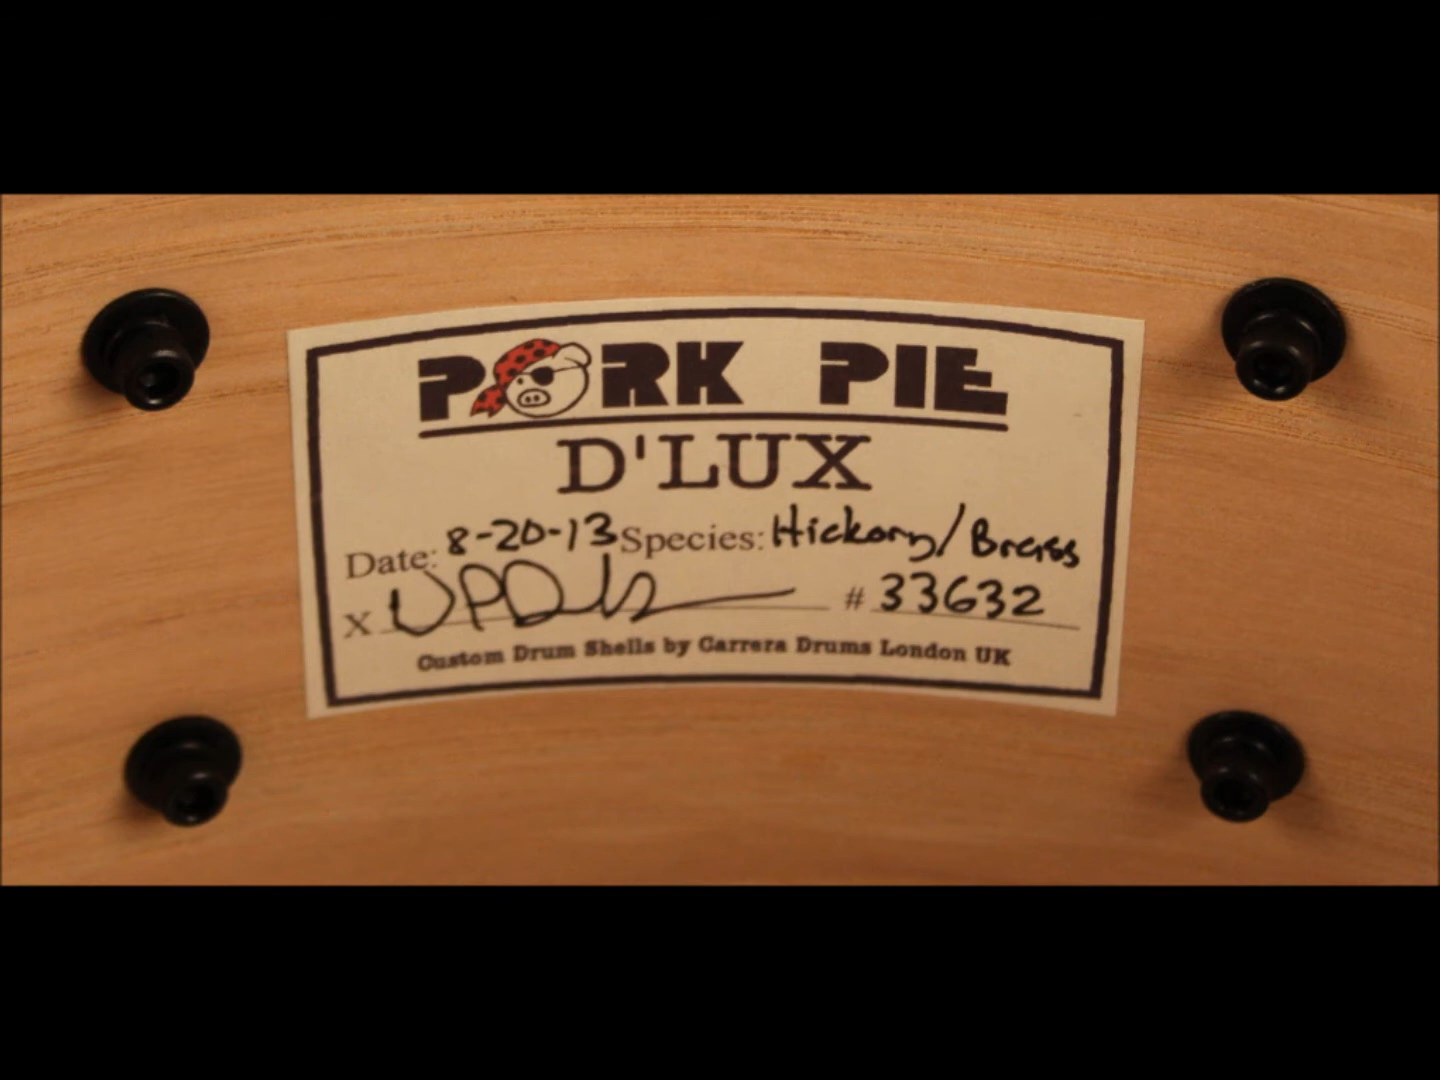 PORK PIE
D'LUX
Date: 8-20-13 Species: Hickory/Brass
X # 33632
Custom Drum Shells by Carrera Drums London UK